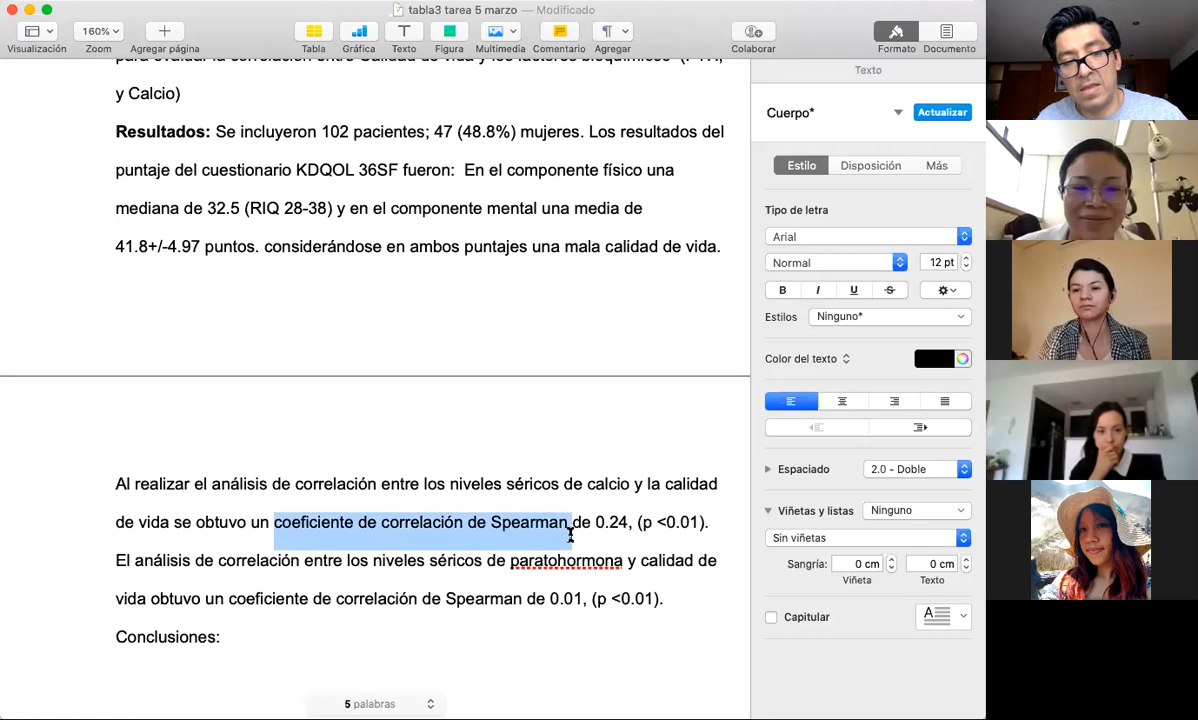 tabla3 tarea 5 marzo — Modificado
160%
Visualización
Zoom
Agregar página
Tabla
Gráfica
Texto
Figura
Multimedia
Comentario
Agregar
Colaborar
Formato
Documento
y Calcio)
Resultados: Se incluyeron 102 pacientes; 47 (48.8%) mujeres. Los resultados del
puntaje del cuestionario KDQOL 36SF fueron: En el componente físico una
mediana de 32.5 (RIQ 28-38) y en el componente mental una media de
41.8+/-4.97 puntos. considerándose en ambos puntajes una mala calidad de vida.
Al realizar el análisis de correlación entre los niveles séricos de calcio y la calidad
de vida se obtuvo un coeficiente de correlación de Spearman de 0.24, (p <0.01).
El análisis de correlación entre los niveles séricos de paratohormona y calidad de
vida obtuvo un coeficiente de correlación de Spearman de 0.01, (p <0.01).
Conclusiones:
5 palabras
Texto
Cuerpo*
Actualizar
Estilo
Disposición
Más
Tipo de letra
Arial
Normal
12 pt
B I U S
Estilos
Ninguno*
Color del texto
Espaciado
2.0 - Doble
Viñetas y listas
Ninguno
Sin viñetas
Sangría:
0 cm
0 cm
Viñeta
Texto
Capitular
A